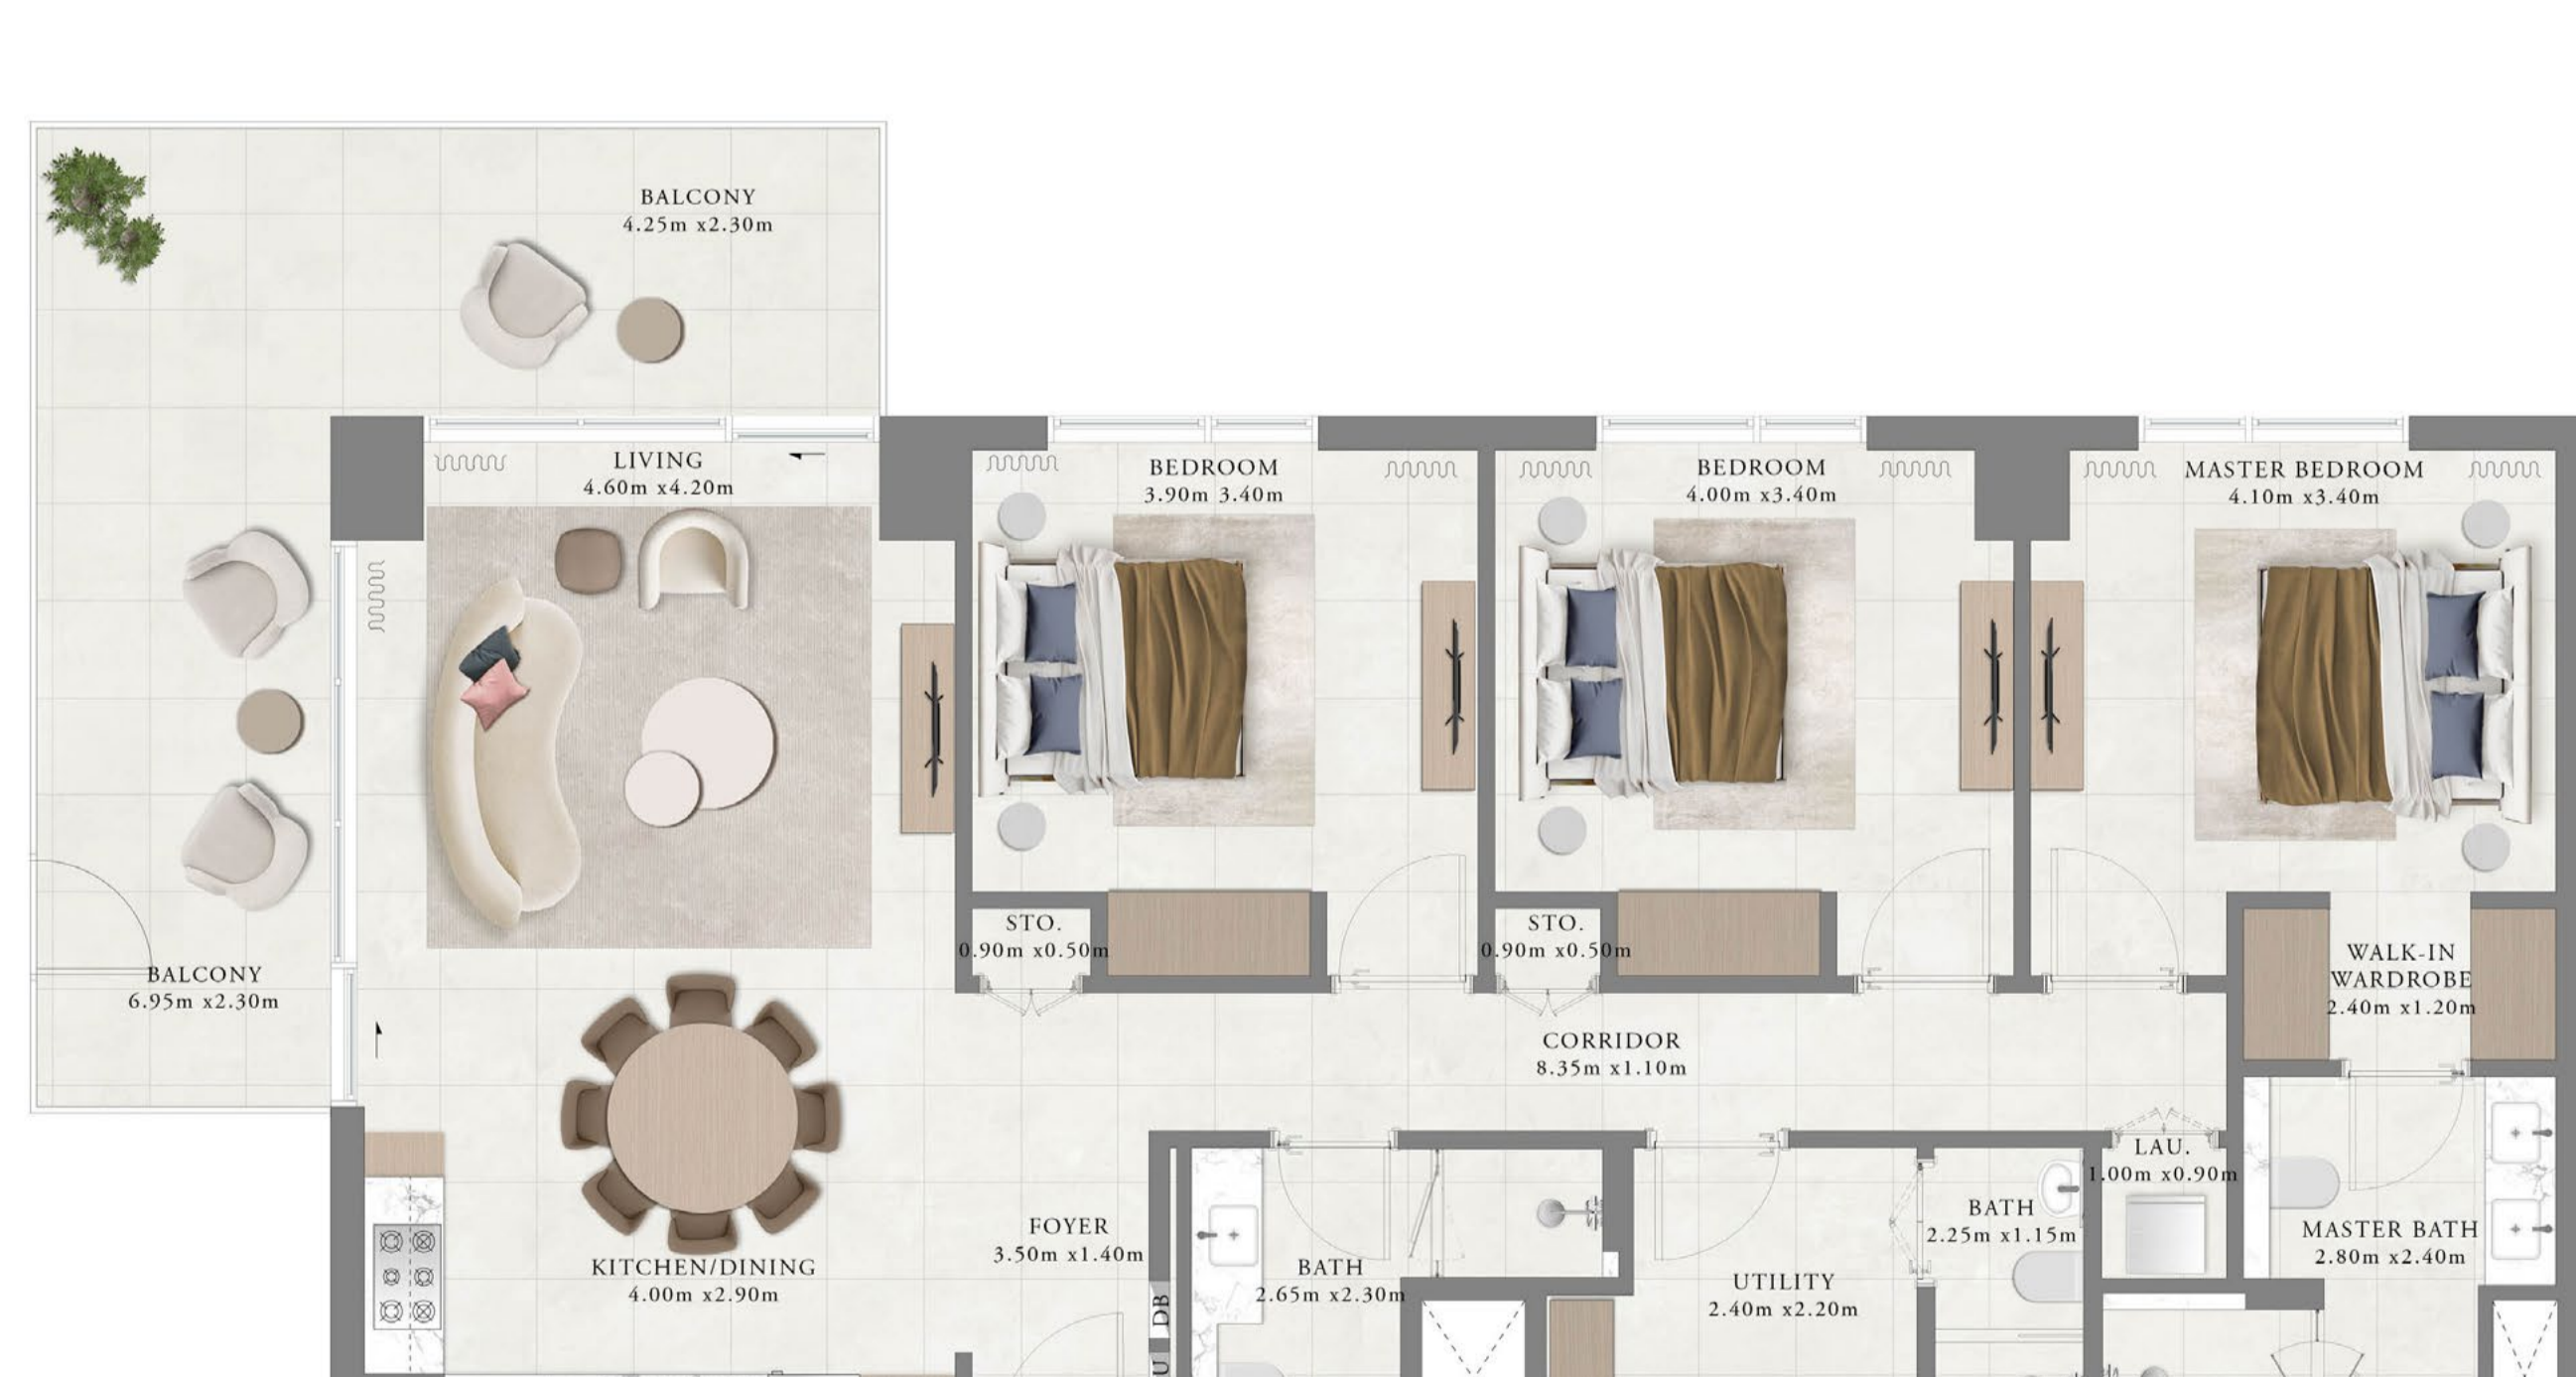 BALCONY
4.25m x2.30m
LIVING
4.60m x4.20m
BEDROOM
3.90m 3.40m
BEDROOM
4.00m x3.40m
MASTER BEDROOM
4.10m x3.40m
STO.
0.90m x0.50m
STO.
0.90m x0.50m
WALK-IN
WARDROBE
2.40m x1.20m
BALCONY
6.95m x2.30m
CORRIDOR
8.35m x1.10m
LAU.
1.00m x0.90m
BATH
2.25m x1.15m
MASTER BATH
2.80m x2.40m
FOYER
3.50m x1.40m
KITCHEN/DINING
4.00m x2.90m
BATH
2.65m x2.30m
UTILITY
2.40m x2.20m
DB
U